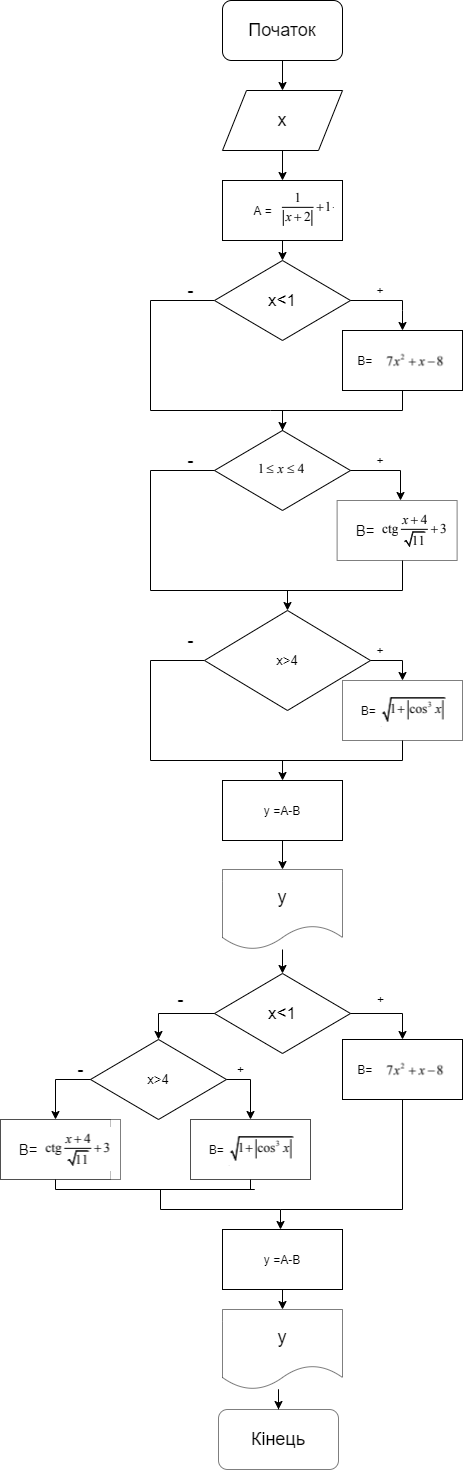 Початок
x
A = 1/|x+2| +1.
x<1
- +
B= 7x² + x − 8
1 ≤ x ≤ 4
- +
B= ctg (x+4)/√11 + 3
x>4
- +
B= √(1+|cos³ x|)
y =A-B
y
x<1
- +
B= 7x² + x − 8
x>4
- +
B= ctg (x+4)/√11 + 3
B= √(1+|cos³ x|)
y =A-B
y
Кінець